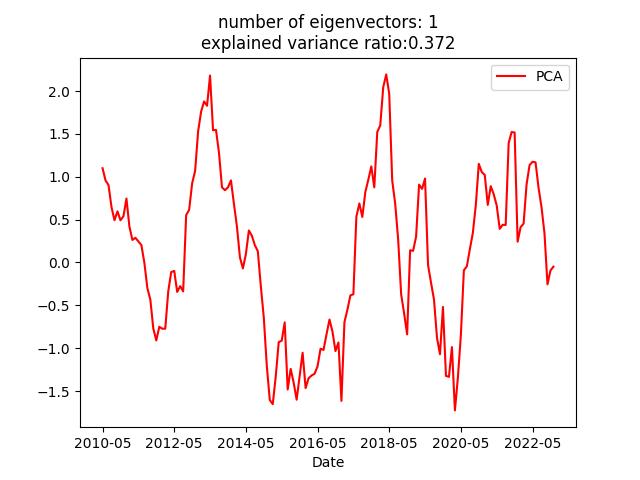 number of eigenvectors: 1
explained variance ratio:0.372
PCA
2.0
1.5
1.0
0.5
0.0
−0.5
−1.0
−1.5
2010-05 2012-05 2014-05 2016-05 2018-05 2020-05 2022-05
Date